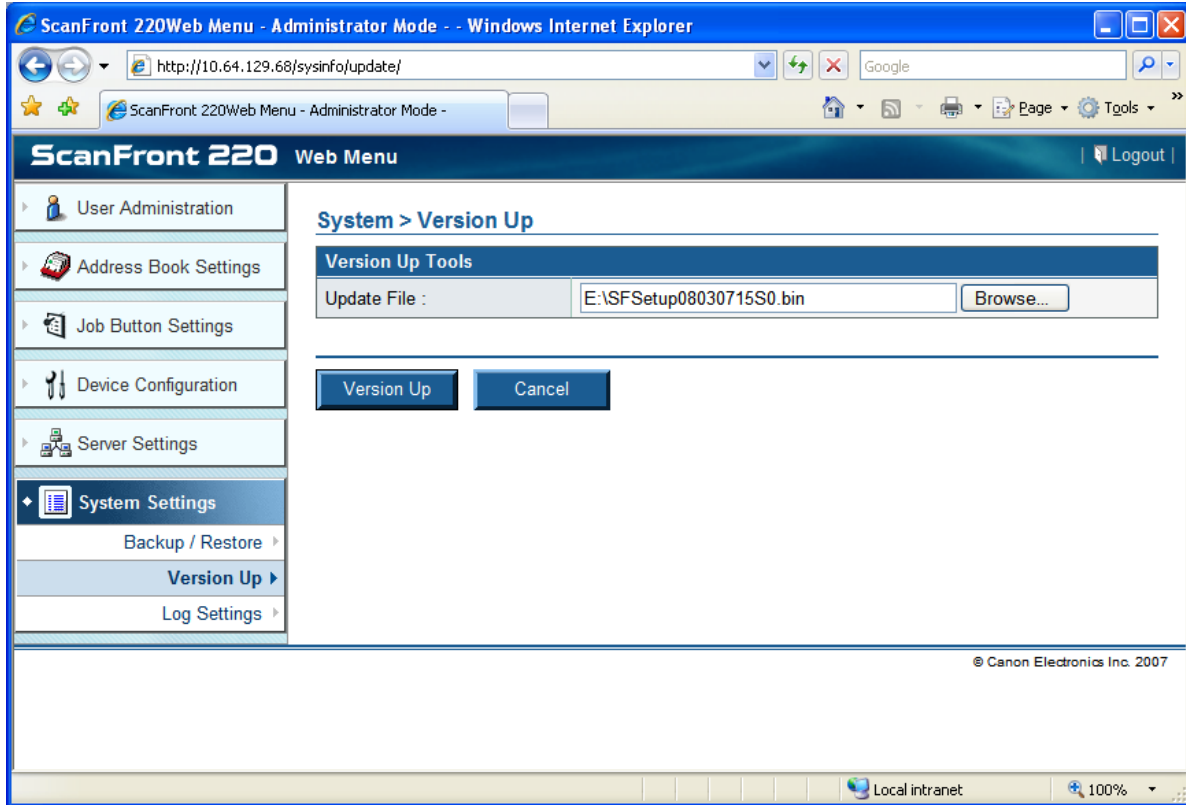 ScanFront 220Web Menu - Administrator Mode - - Windows Internet Explorer
http://10.64.129.68/sysinfo/update/
Google
ScanFront 220Web Menu - Administrator Mode -
Page
Tools
»
ScanFront 220 Web Menu
| Logout |
User Administration
Address Book Settings
Job Button Settings
Device Configuration
Server Settings
System Settings
Backup / Restore
Version Up
Log Settings
System > Version Up
Version Up Tools
Update File : E:\SFSetup08030715S0.bin Browse...
Version Up Cancel
© Canon Electronics Inc. 2007
Local intranet 100%